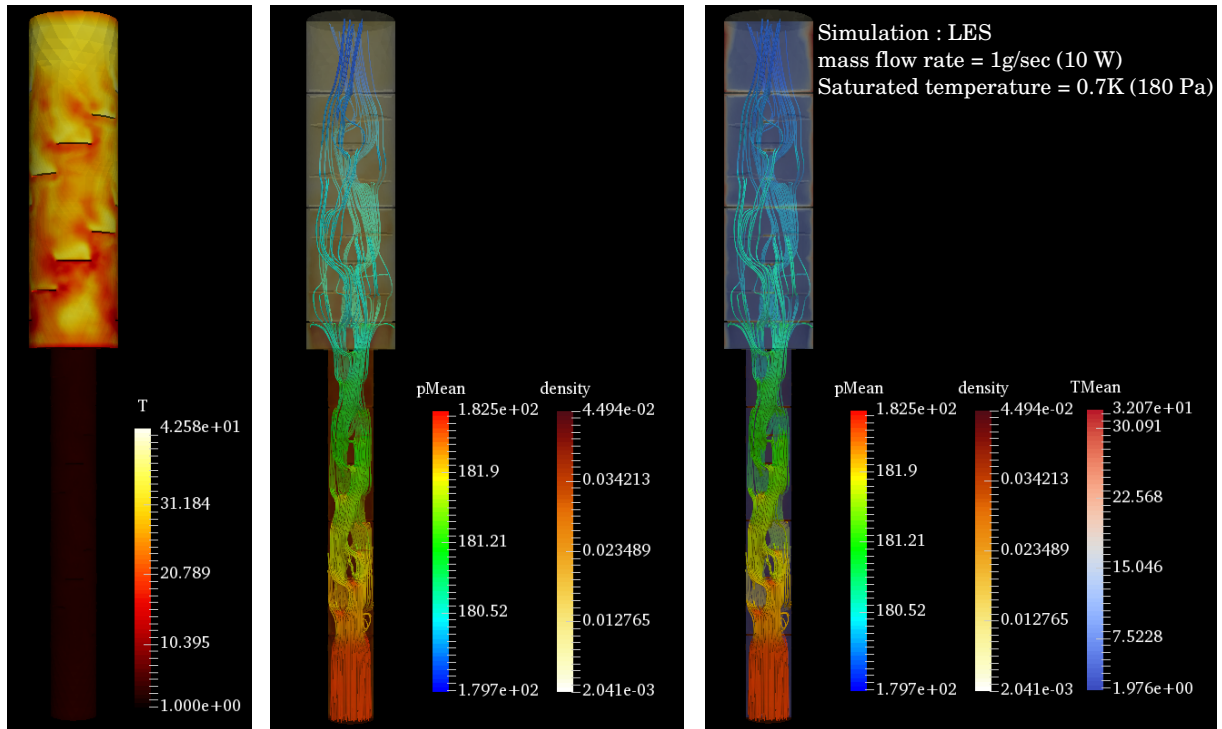 Simulation : LES
mass flow rate = 1g/sec (10 W)
Saturated temperature = 0.7K (180 Pa)
T
4.258e+01
31.184
20.789
10.395
1.000e+00
pMean
1.825e+02
181.9
181.21
180.52
1.797e+02
density
4.494e-02
0.034213
0.023489
0.012765
2.041e-03
pMean
1.825e+02
181.9
181.21
180.52
1.797e+02
density
4.494e-02
0.034213
0.023489
0.012765
2.041e-03
TMean
3.207e+01
30.091
22.568
15.046
7.5228
1.976e+00